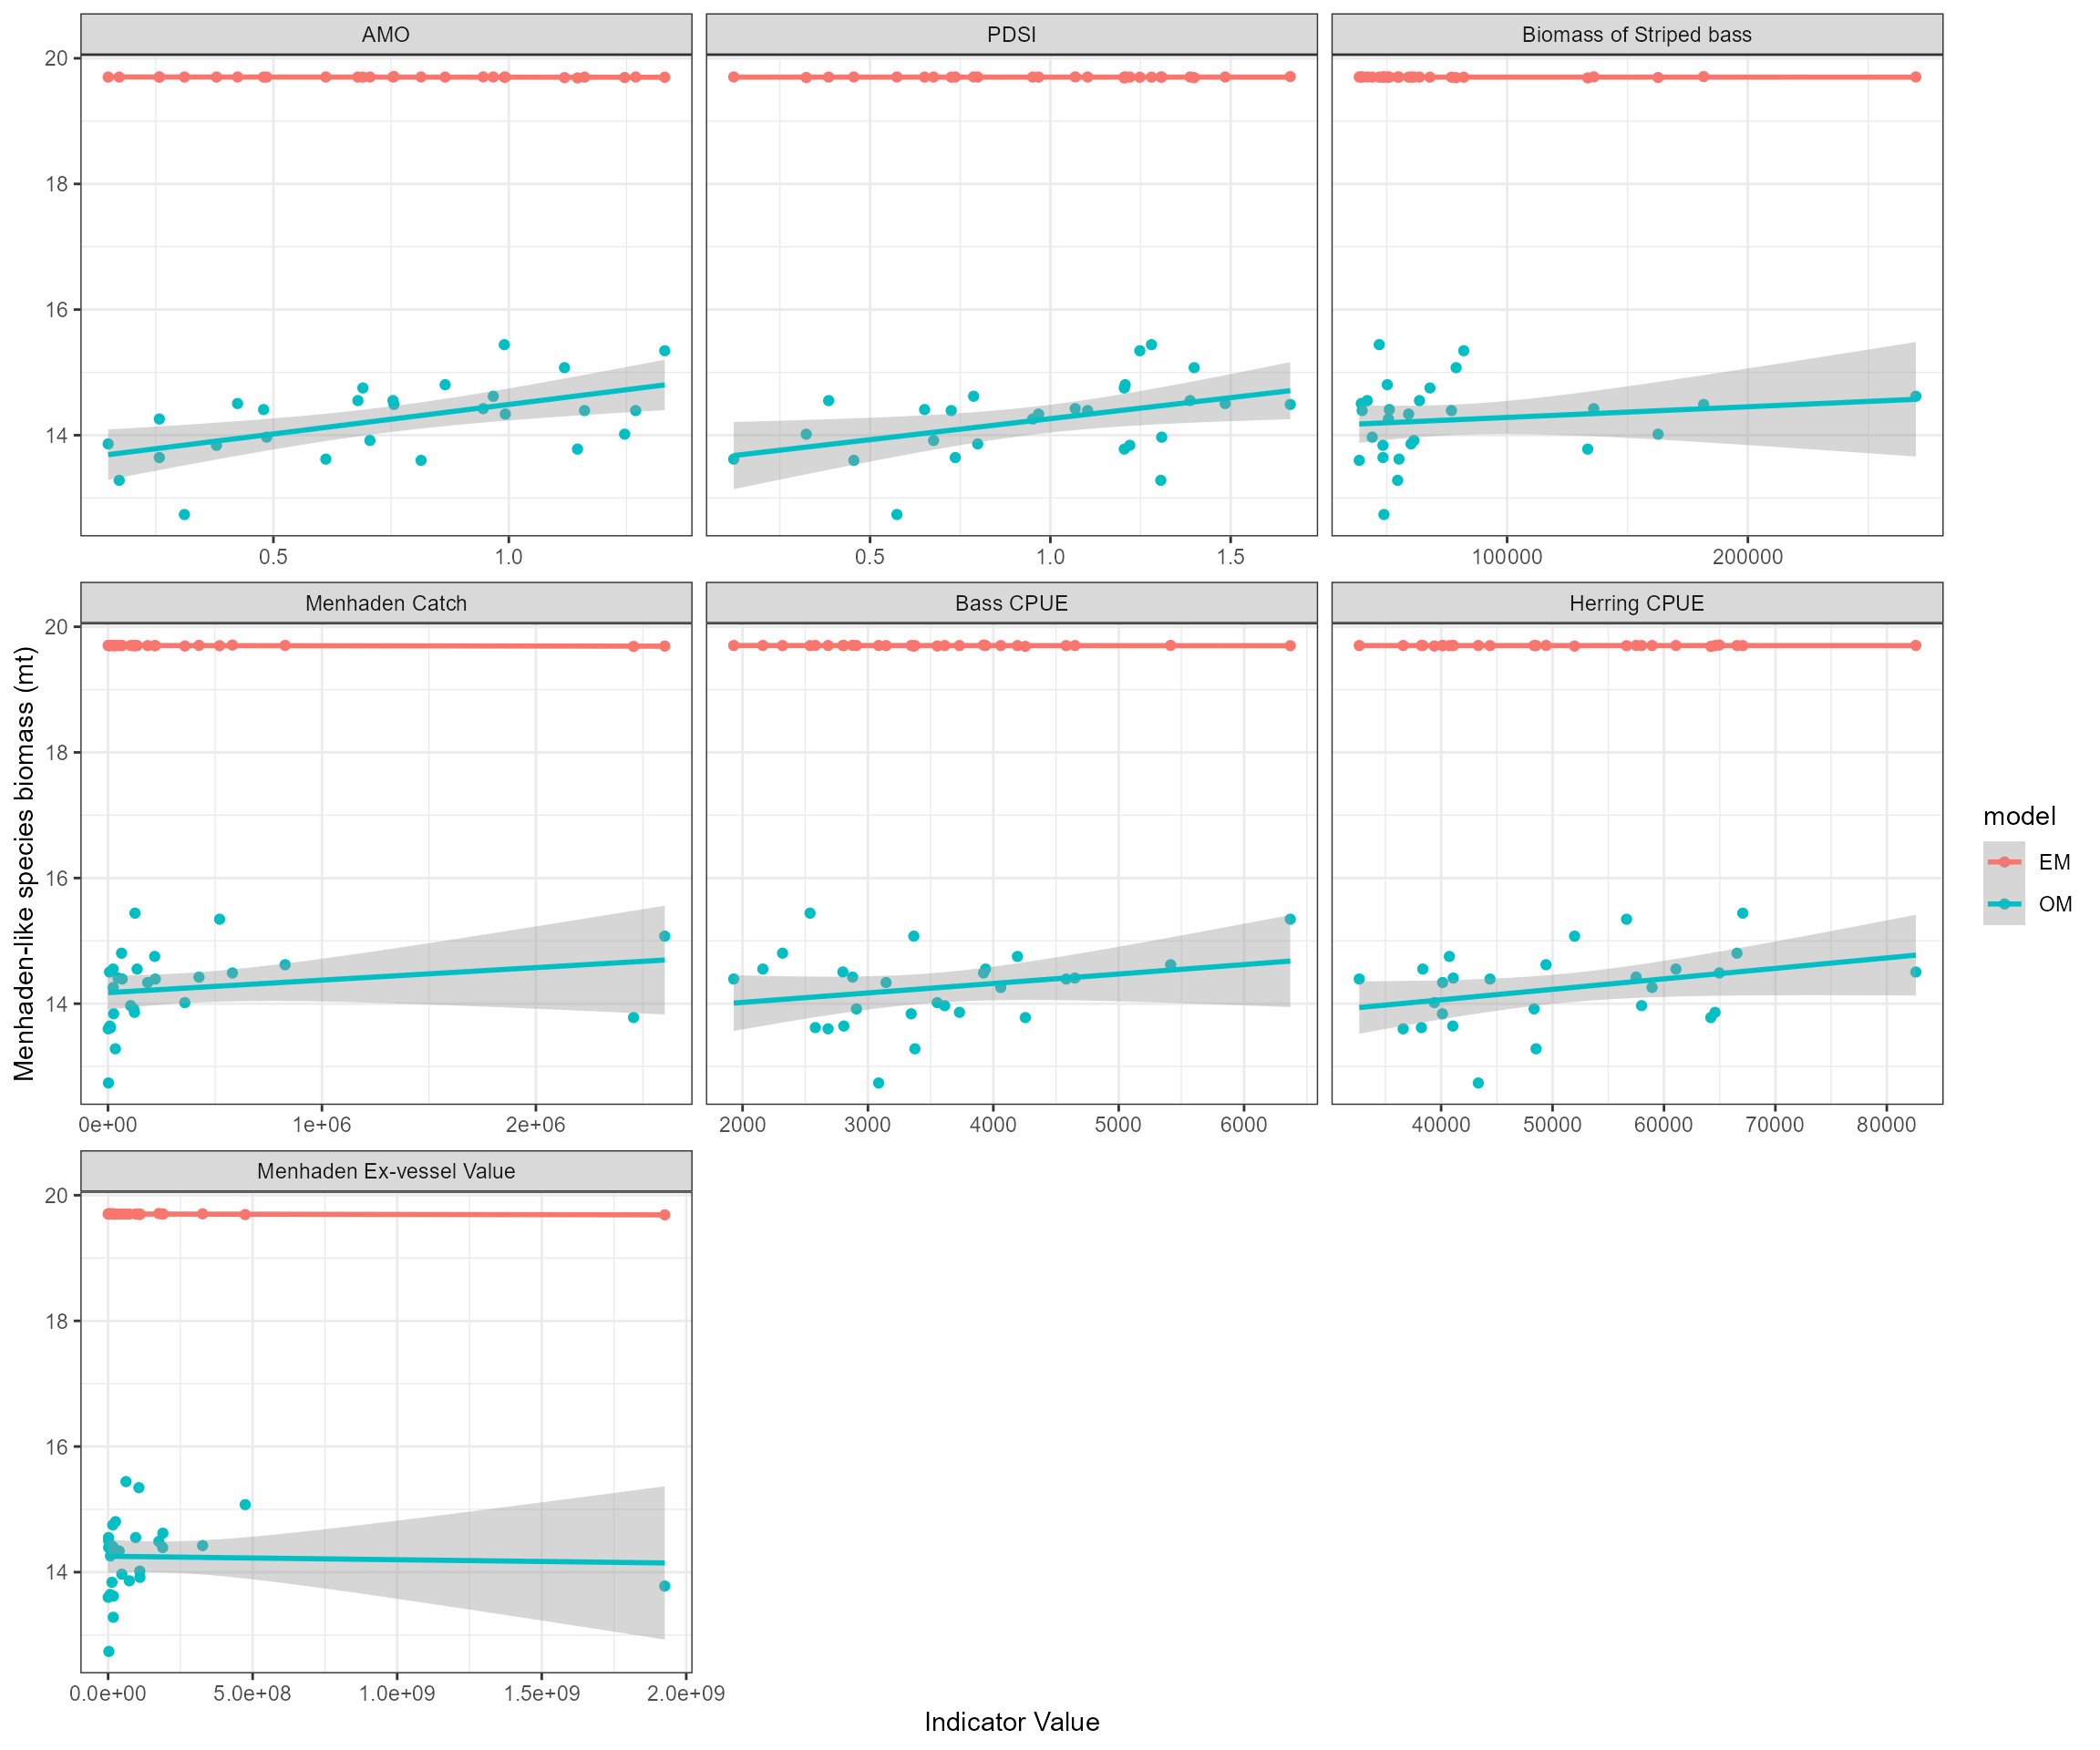 AMO PDSI Biomass of Striped bass
20
18
16
14
0.5 1.0 0.5 1.0 1.5 100000 200000
Menhaden Catch Bass CPUE Herring CPUE
20
18
16
14
0e+00 1e+06 2e+06 2000 3000 4000 5000 6000 40000 50000 60000 70000 80000
Menhaden Ex-vessel Value
20
18
16
14
0.0e+00 5.0e+08 1.0e+09 1.5e+09 2.0e+09
Indicator Value
Menhaden-like species biomass (mt)
model
EM
OM